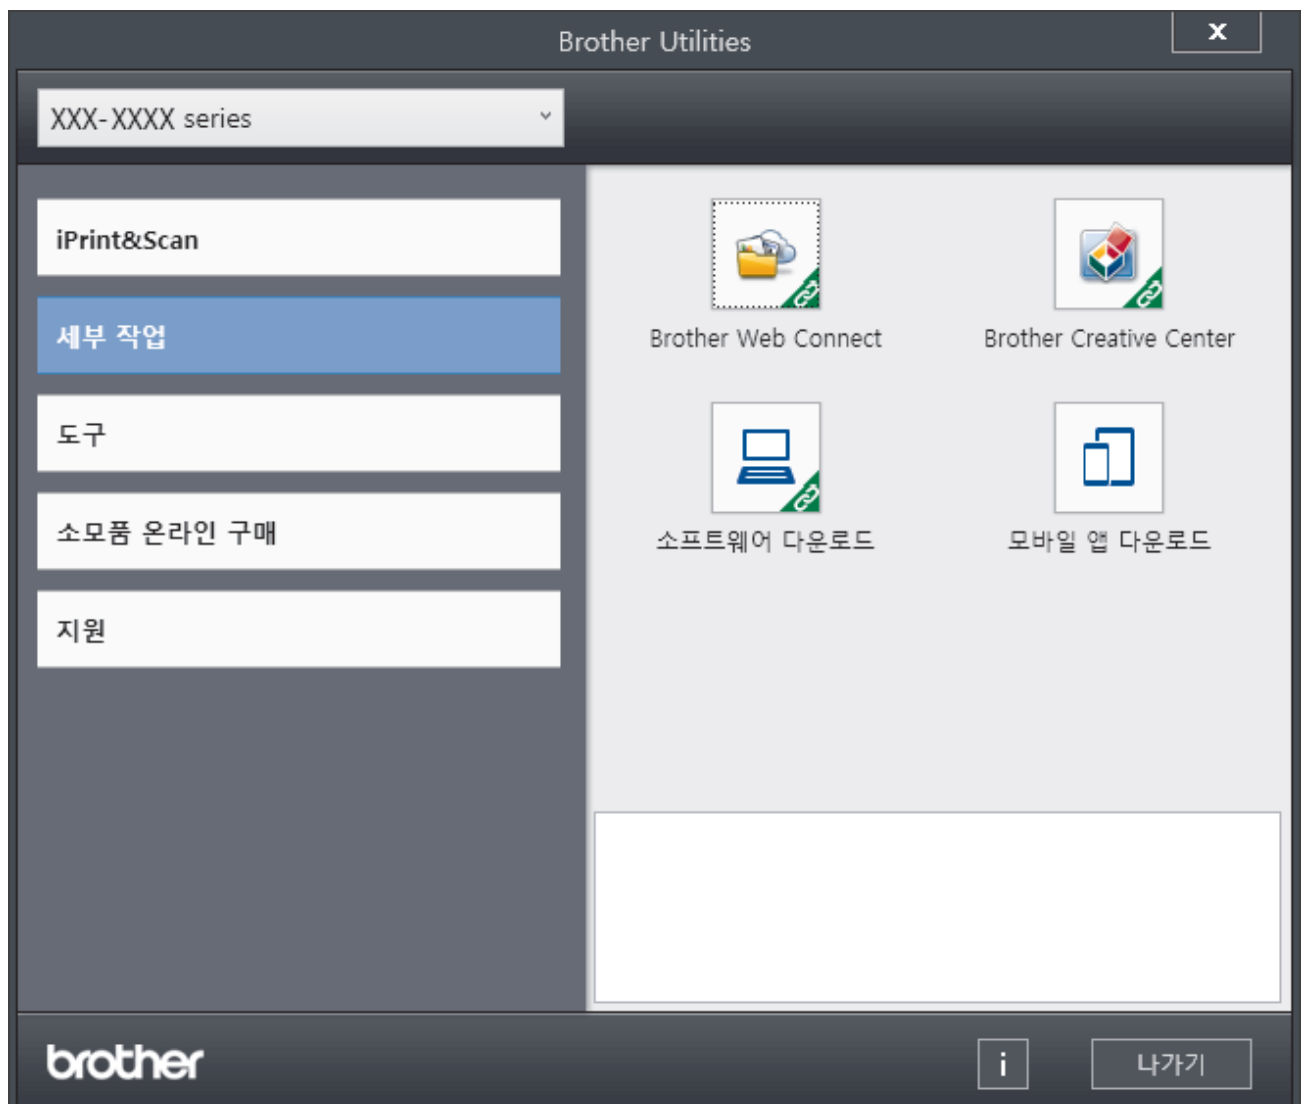 Brother Utilities
X
XXX-XXXX series
iPrint&Scan
세부 작업
도구
소모품 온라인 구매
지원
Brother Web Connect
Brother Creative Center
소프트웨어 다운로드
모바일 앱 다운로드
brother
i
나가기